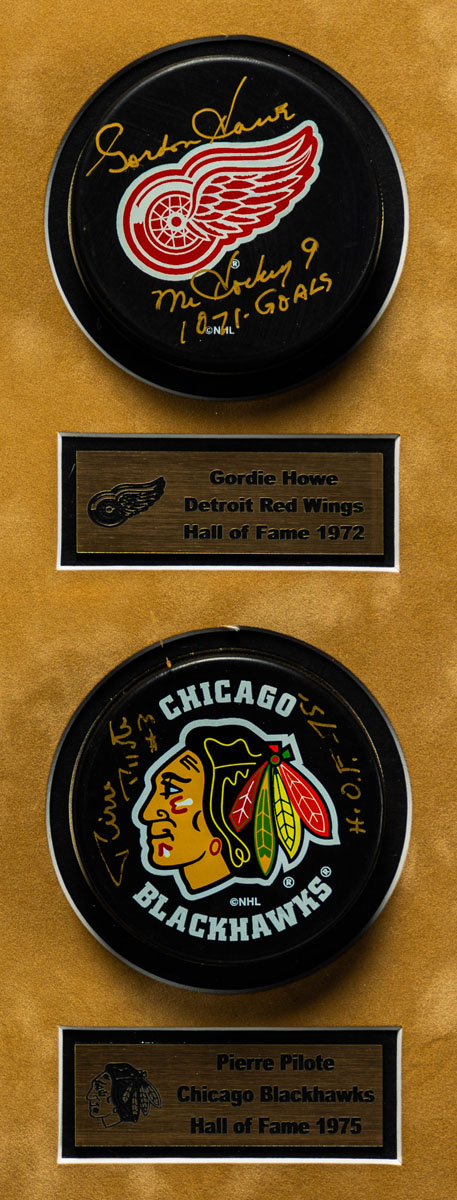 Gordon Howe
Mr Hockey 9
1071-GOALS
®
©NHL
Gordie Howe
Detroit Red Wings
Hall of Fame 1972
CHICAGO
Pierre Pilote
#3
H.O.F. -75-
BLACKHAWKS
® ®
©NHL
Pierre Pilote
Chicago Blackhawks
Hall of Fame 1975